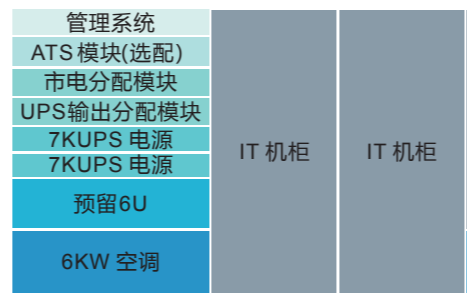 管理系统
ATS 模块(选配)
市电分配模块
UPS输出分配模块
7KUPS 电源
7KUPS 电源
预留6U
6KW 空调
IT 机柜
IT 机柜